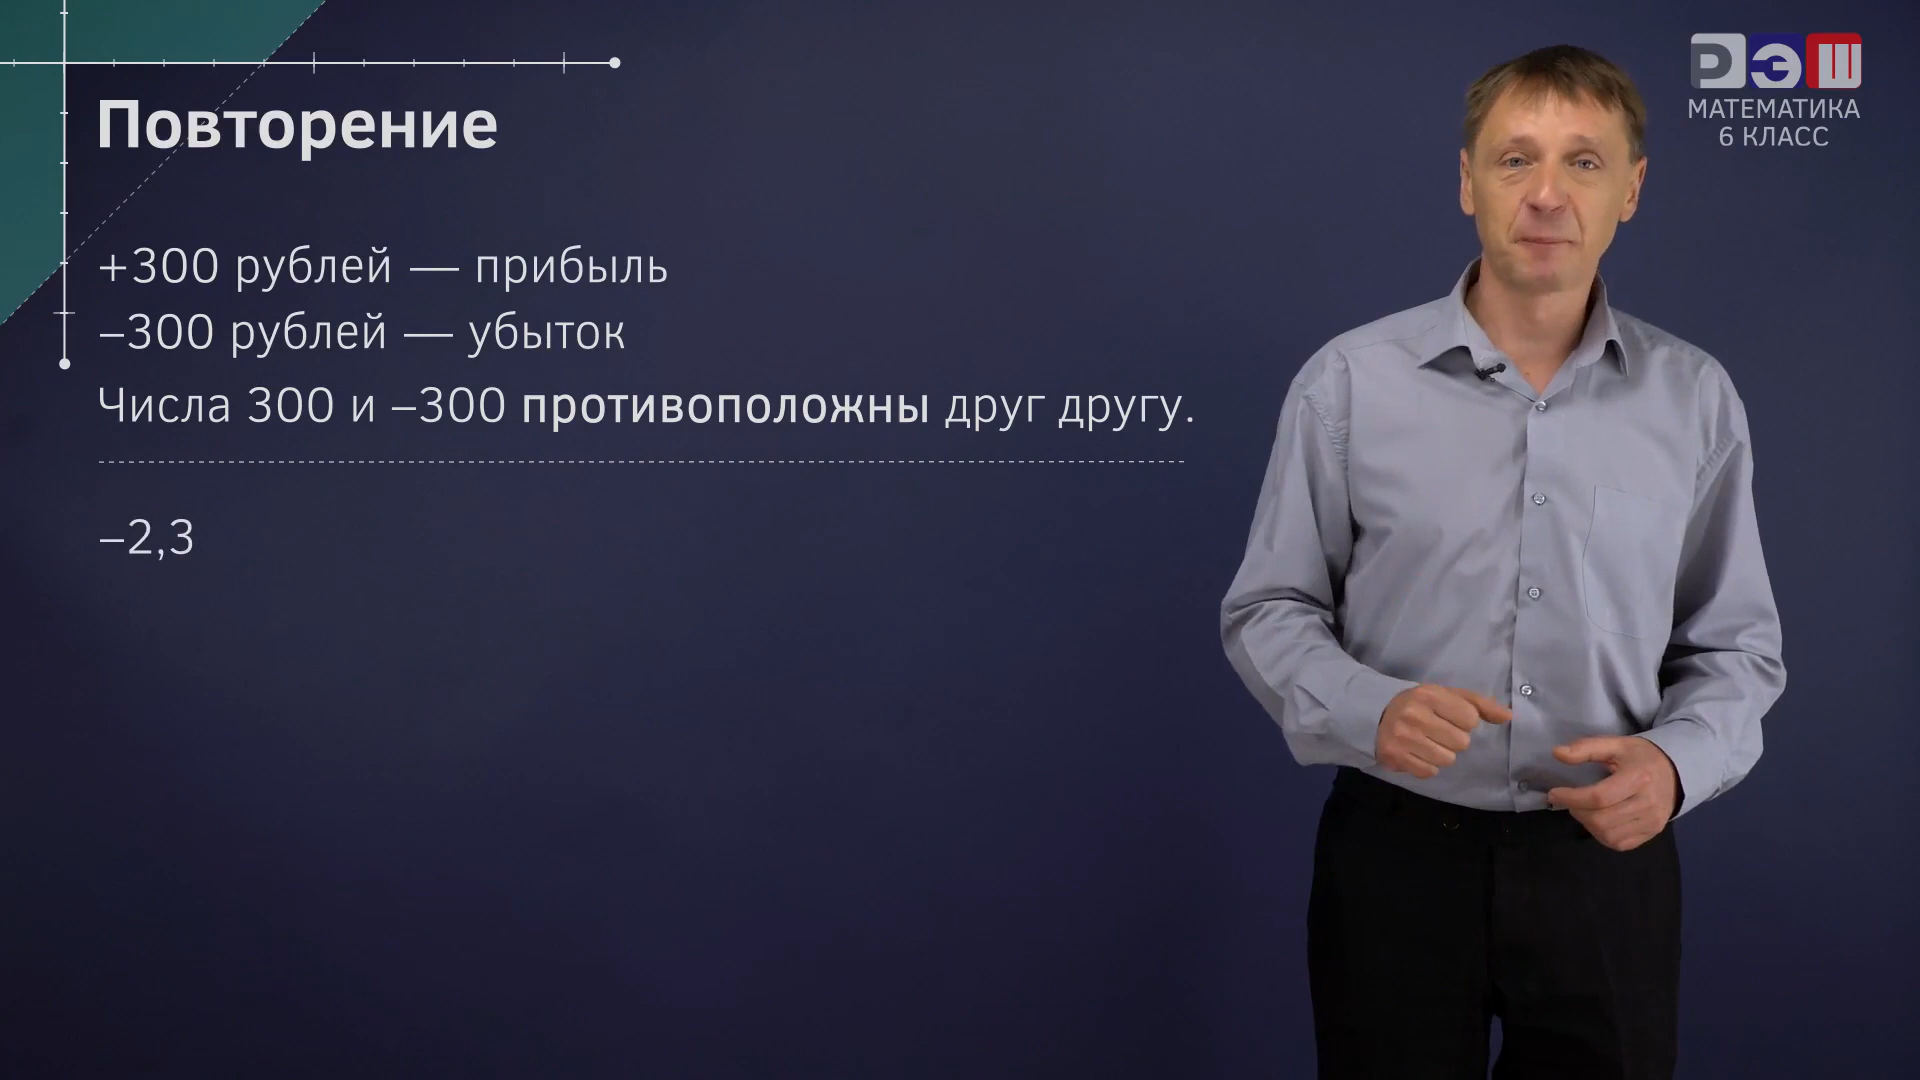 Повторение
+300 рублей — прибыль
–300 рублей — убыток
Числа 300 и –300 противоположны друг другу.
–2,3
РЭШ
МАТЕМАТИКА
6 КЛАСС